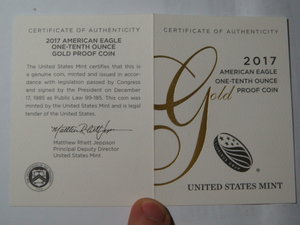 CERTIFICATE OF AUTHENTICITY
2017 AMERICAN EAGLE
ONE-TENTH OUNCE
GOLD PROOF COIN
The United States Mint certifies that this is a
genuine coin, minted and issued in
accordance with legislation passed by Congress
and signed by the President on December
17, 1985 as Public Law 99-185. This coin was
minted by the United States Mint and is legal
tender of the United States.
Matthew Rhett Jeppson
Principal Deputy Director
United States Mint
CERTIFICATE OF AUTHENTICITY
2017
AMERICAN EAGLE
ONE-TENTH OUNCE
PROOF COIN
Gold
UNITED STATES MINT